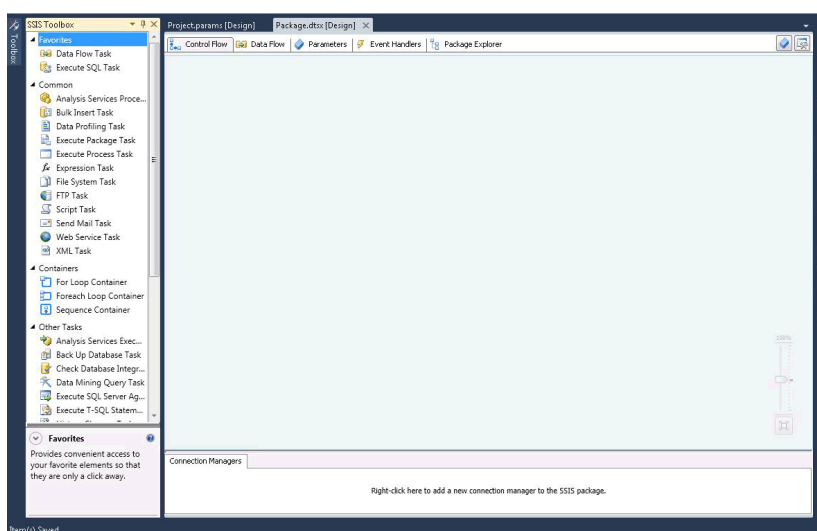 SSIS Toolbox
Project.params [Design]
Package.dtsx [Design]
Toolbox
Favorites
Data Flow Task
Execute SQL Task
Common
Analysis Services Proce...
Bulk Insert Task
Data Profiling Task
Execute Package Task
Execute Process Task
Expression Task
File System Task
FTP Task
Script Task
Send Mail Task
Web Service Task
XML Task
Containers
For Loop Container
Foreach Loop Container
Sequence Container
Other Tasks
Analysis Services Exec...
Back Up Database Task
Check Database Integr...
Data Mining Query Task
Execute SQL Server Ag...
Execute T-SQL Statem...
Favorites
Provides convenient access to
your favorite elements so that
they are only a click away.
Control Flow
Data Flow
Parameters
Event Handlers
Package Explorer
100%
Connection Managers
Right-click here to add a new connection manager to the SSIS package.
Item(s) Saved